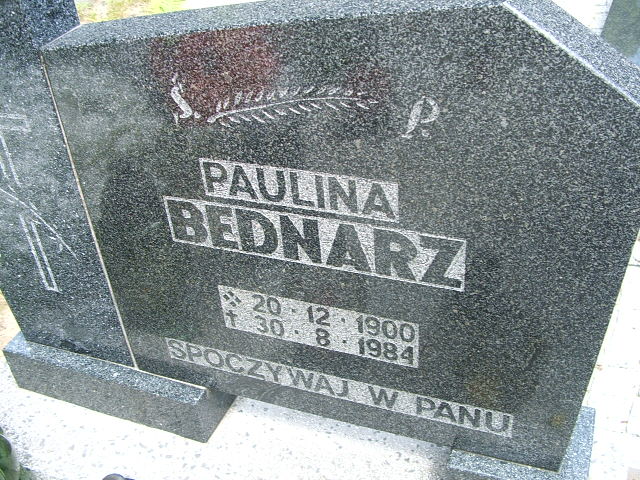 Ś. P.
PAULINA
BEDNARZ
20·12·1900
† 30·8·1984
SPOCZYWAJ W PANU